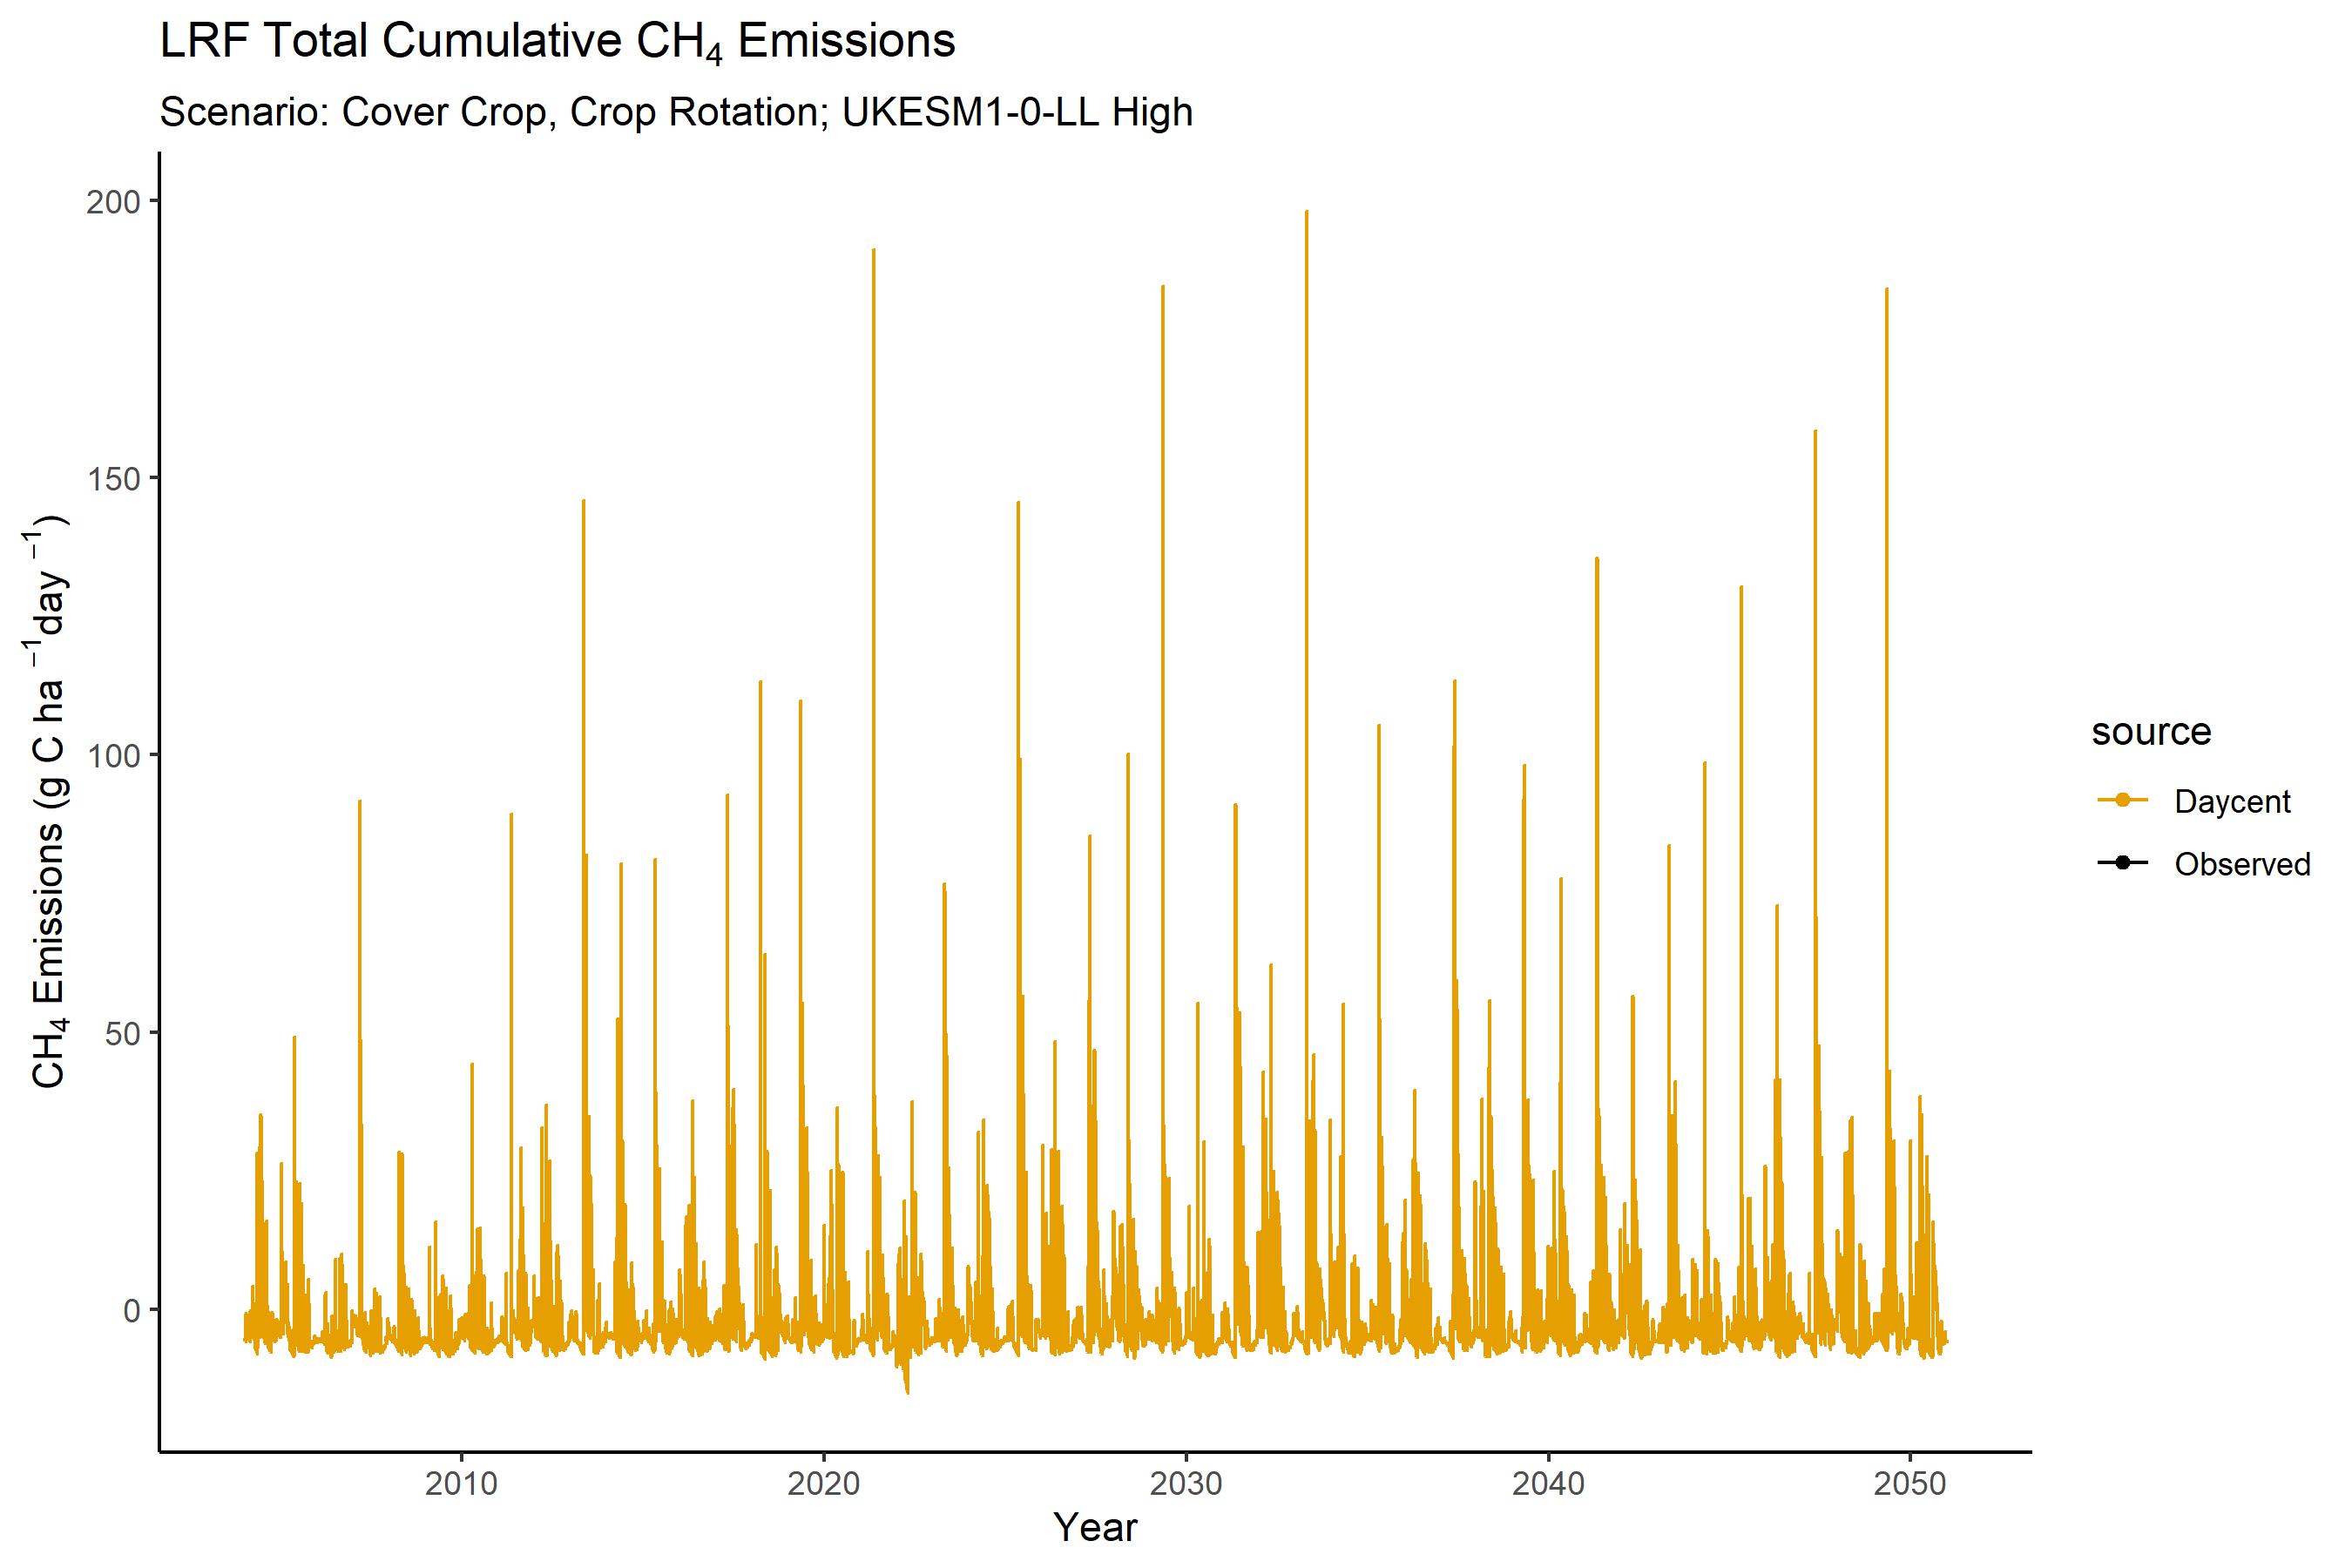 LRF Total Cumulative CH₄ Emissions
Scenario: Cover Crop, Crop Rotation; UKESM1-0-LL High
CH₄ Emissions (g C ha ⁻¹day ⁻¹)
200
150
100
50
0
2010 2020 2030 2040 2050
Year
source
Daycent
Observed